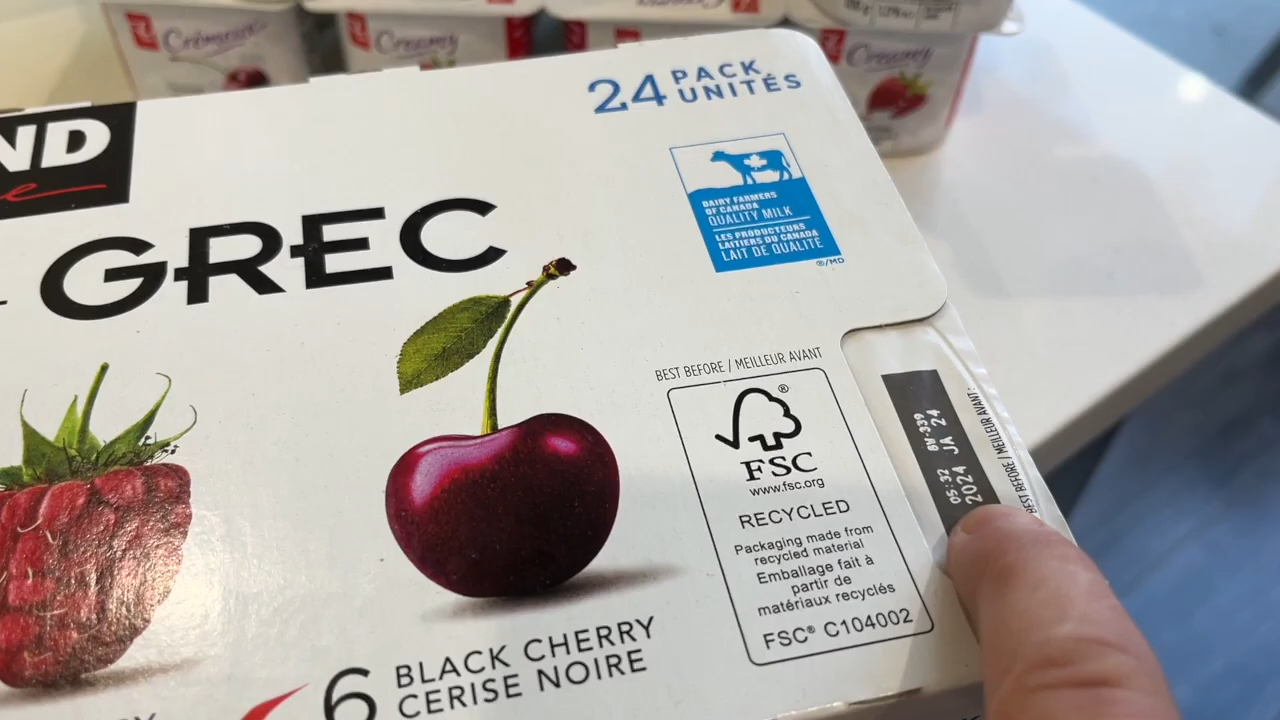 Crémeux
Creamy
Creamy
24 PACK
UNITÉS
ND
GREC
DAIRY FARMERS
OF CANADA
QUALITY MILK
LES PRODUCTEURS
LAITIERS DU CANADA
LAIT DE QUALITÉ
®/MD
BEST BEFORE / MEILLEUR AVANT
FSC®
www.fsc.org
RECYCLED
Packaging made from
recycled material
Emballage fait à
partir de
matériaux recyclés
FSC® C104002
05:32 BW-339
2024 JA 24
BEST BEFORE / MEILLEUR AVANT:
6 BLACK CHERRY
CERISE NOIRE